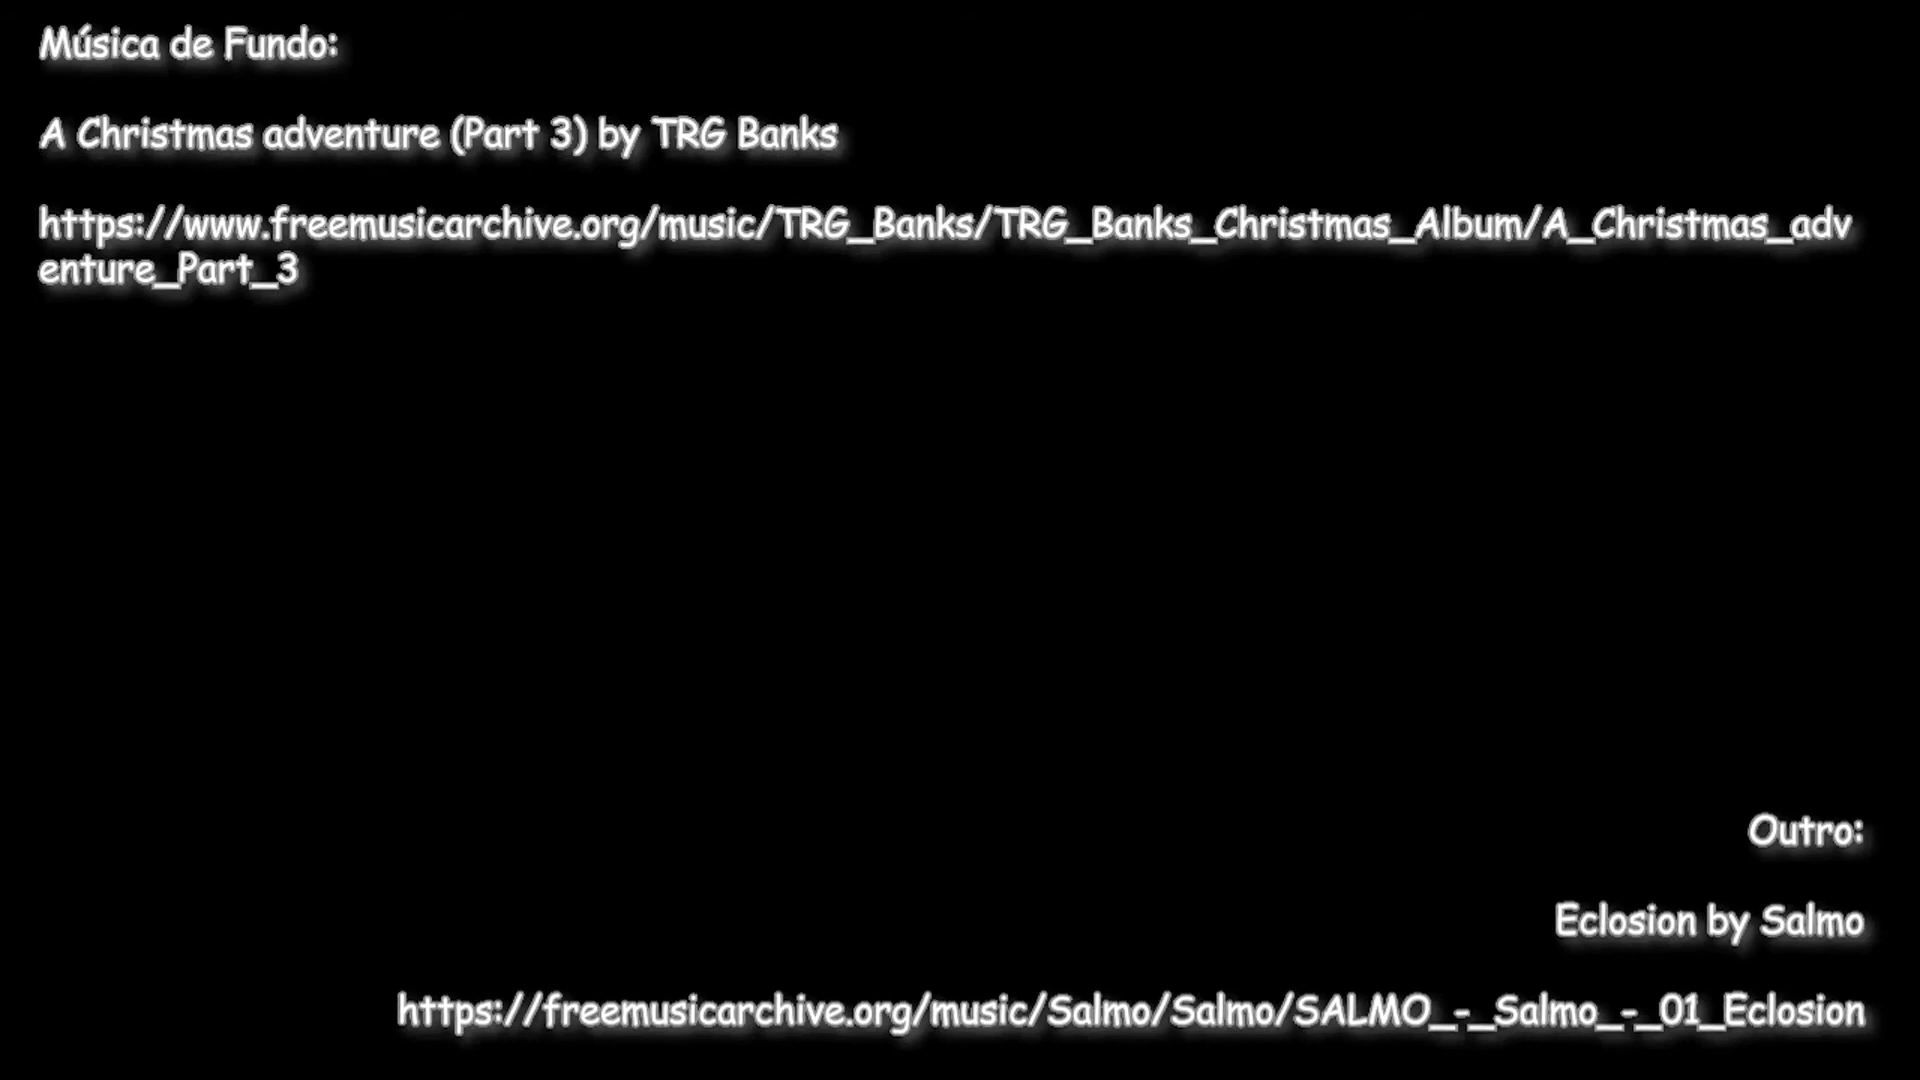 Música de Fundo:
A Christmas adventure (Part 3) by TRG Banks
https://www.freemusicarchive.org/music/TRG_Banks/TRG_Banks_Christmas_Album/A_Christmas_adv
enture_Part_3
Outro:
Eclosion by Salmo
https://freemusicarchive.org/music/Salmo/Salmo/SALMO_-_Salmo_-_01_Eclosion